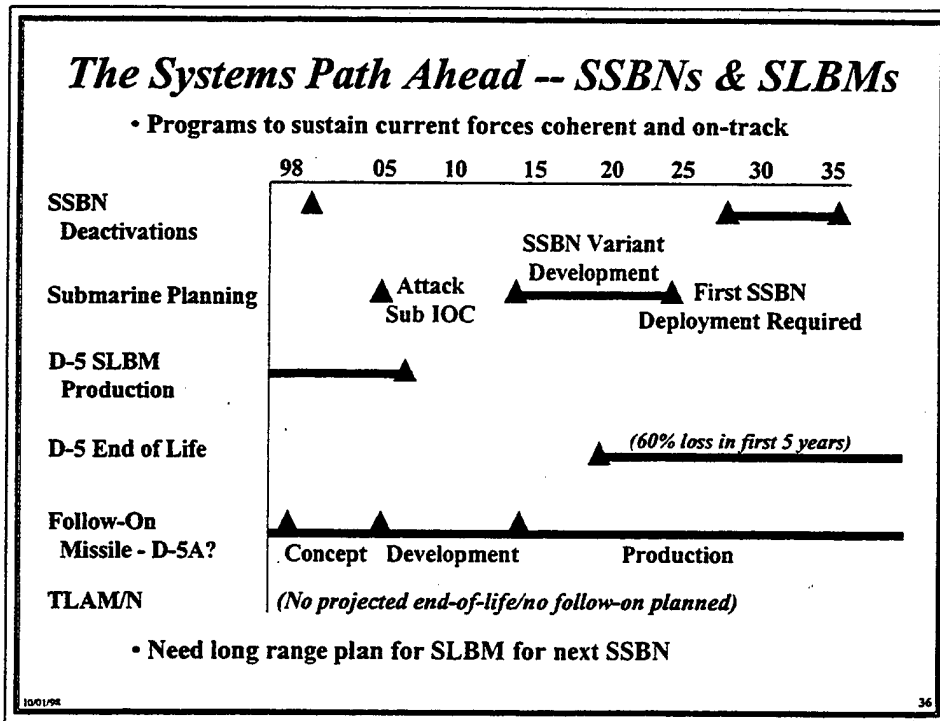 The Systems Path Ahead -- SSBNs & SLBMs
• Programs to sustain current forces coherent and on-track
98 05 10 15 20 25 30 35
SSBN
Deactivations
SSBN Variant
Development
Submarine Planning
Attack
Sub IOC
First SSBN
Deployment Required
D-5 SLBM
Production
D-5 End of Life
(60% loss in first 5 years)
Follow-On
Missile - D-5A?
Concept Development Production
TLAM/N
(No projected end-of-life/no follow-on planned)
• Need long range plan for SLBM for next SSBN
10/01/98
36